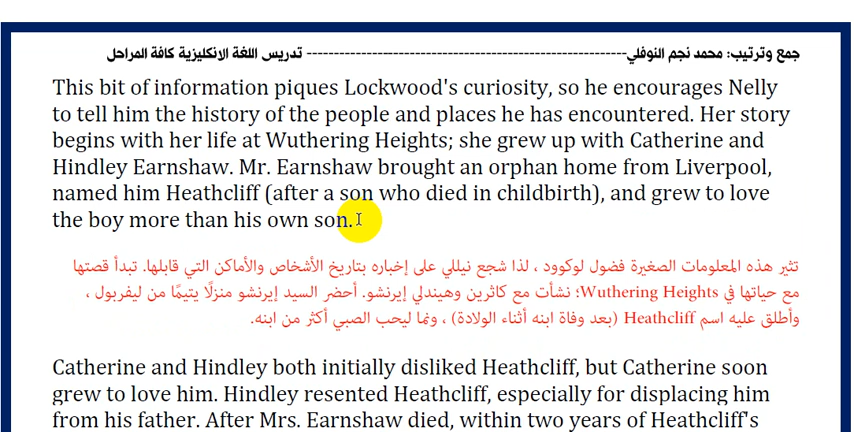 جمع وترتيب: محمد نجم النوفلي------------------------------------------------------------ تدريس اللغة الانكليزية كافة المراحل
This bit of information piques Lockwood's curiosity, so he encourages Nelly
to tell him the history of the people and places he has encountered. Her story
begins with her life at Wuthering Heights; she grew up with Catherine and
Hindley Earnshaw. Mr. Earnshaw brought an orphan home from Liverpool,
named him Heathcliff (after a son who died in childbirth), and grew to love
the boy more than his own son.
تثير هذه المعلومات الصغيرة فضول لوكوود ، لذا شجع نيللي على إخباره بتاريخ الأشخاص والأماكن التي قابلها. تبدأ قصتها
مع حياتها في Wuthering Heights؛ نشأت مع كاثرين وهيندلي إيرنشو. أحضر السيد إيرنشو منزلًا يتيمًا من ليفربول ،
وأطلق عليه اسم Heathcliff (بعد وفاة ابنه أثناء الولادة) ، ونما ليحب الصبي أكثر من ابنه.
Catherine and Hindley both initially disliked Heathcliff, but Catherine soon
grew to love him. Hindley resented Heathcliff, especially for displacing him
from his father. After Mrs. Earnshaw died, within two years of Heathcliff's